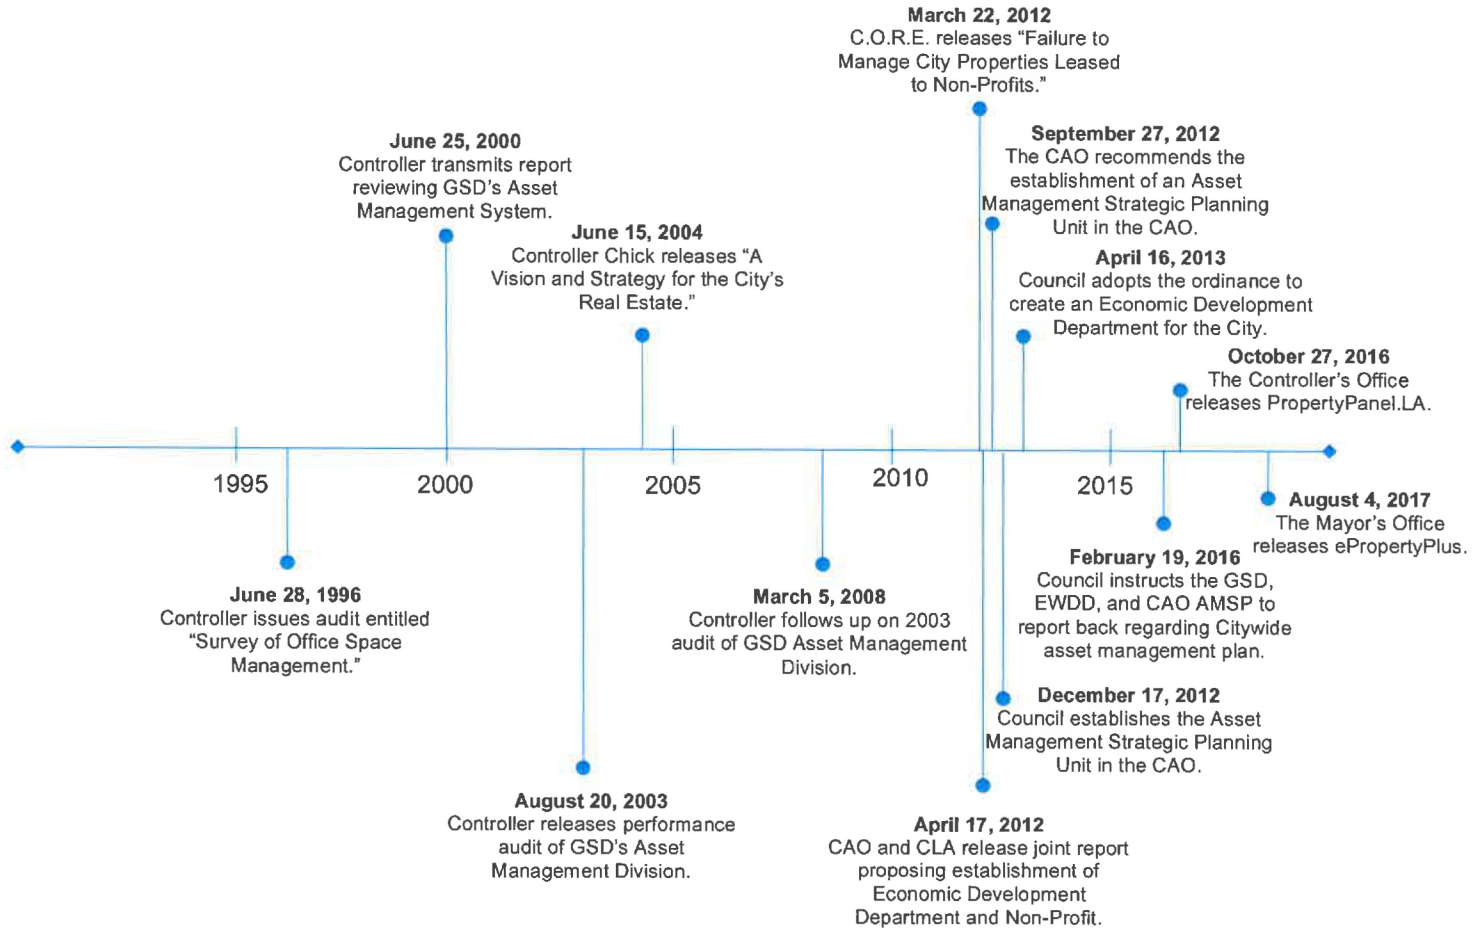 March 22, 2012
C.O.R.E. releases “Failure to
Manage City Properties Leased
to Non-Profits.”
June 25, 2000
Controller transmits report
reviewing GSD’s Asset
Management System.
June 15, 2004
Controller Chick releases “A
Vision and Strategy for the City’s
Real Estate.”
September 27, 2012
The CAO recommends the
establishment of an Asset
Management Strategic Planning
Unit in the CAO.
April 16, 2013
Council adopts the ordinance to
create an Economic Development
Department for the City.
October 27, 2016
The Controller’s Office
releases PropertyPanel.LA.
1995
2000
2005
2010
2015
June 28, 1996
Controller issues audit entitled
“Survey of Office Space
Management.”
August 20, 2003
Controller releases performance
audit of GSD’s Asset
Management Division.
March 5, 2008
Controller follows up on 2003
audit of GSD Asset Management
Division.
April 17, 2012
CAO and CLA release joint report
proposing establishment of
Economic Development
Department and Non-Profit.
December 17, 2012
Council establishes the Asset
Management Strategic Planning
Unit in the CAO.
February 19, 2016
Council instructs the GSD,
EWDD, and CAO AMSP to
report back regarding Citywide
asset management plan.
August 4, 2017
The Mayor’s Office
releases ePropertyPlus.